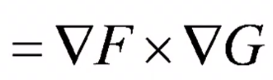 = ∇F × ∇G